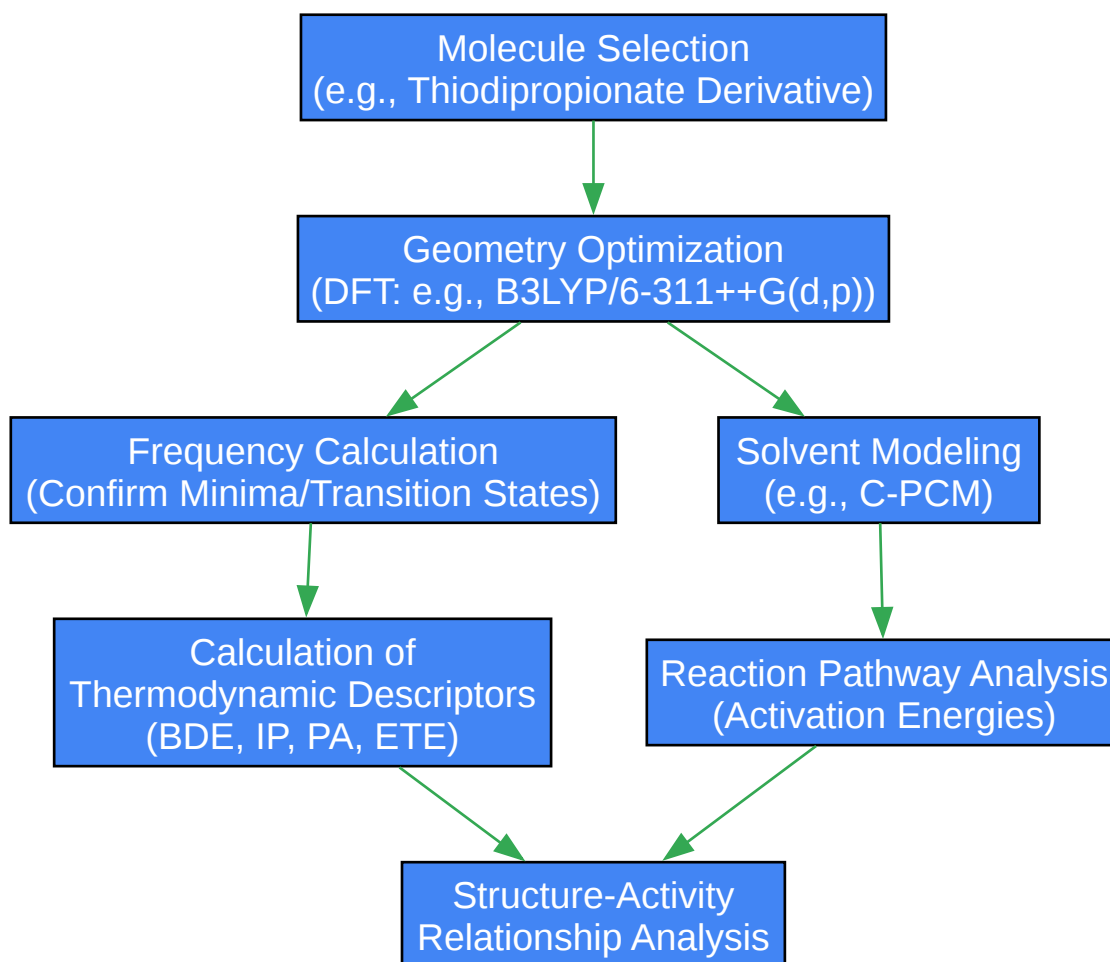 Molecule Selection
(e.g., Thiodipropionate Derivative)
Geometry Optimization
(DFT: e.g., B3LYP/6-311++G(d,p))
Frequency Calculation
(Confirm Minima/Transition States)
Solvent Modeling
(e.g., C-PCM)
Calculation of
Thermodynamic Descriptors
(BDE, IP, PA, ETE)
Reaction Pathway Analysis
(Activation Energies)
Structure-Activity
Relationship Analysis